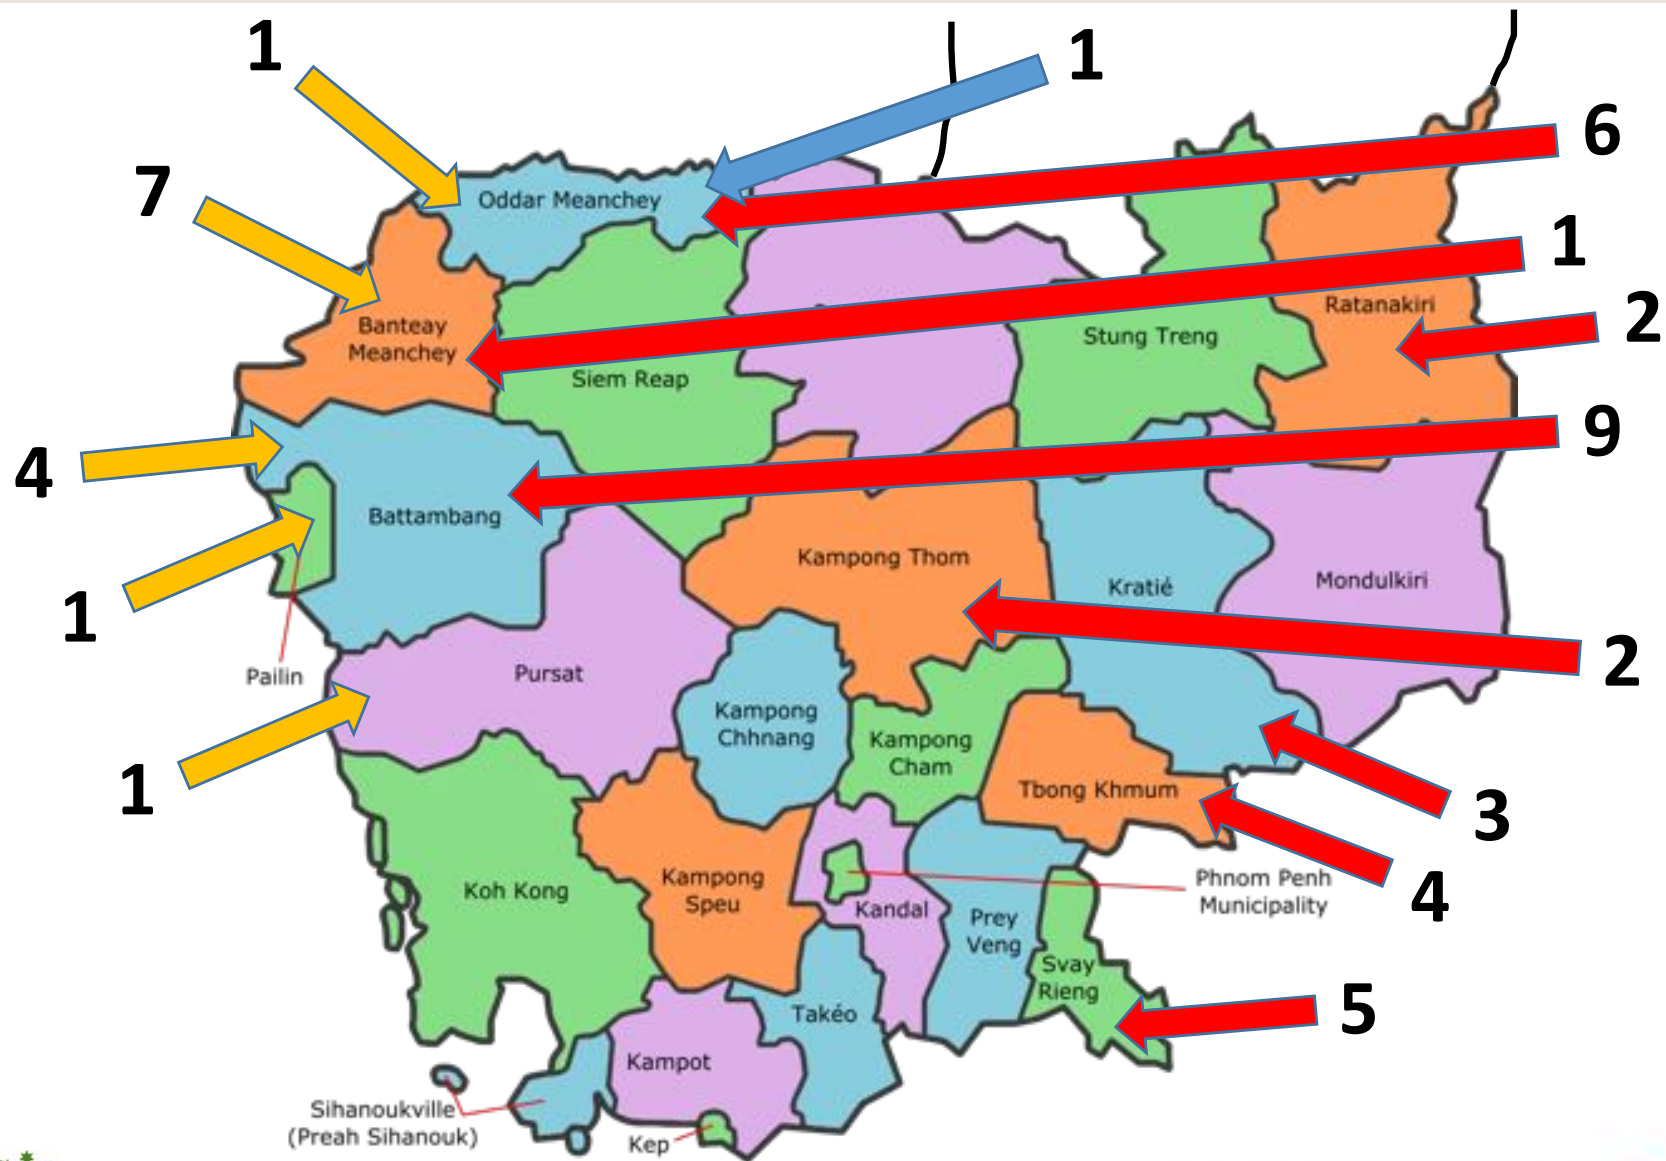 1
1
6
7
Oddar Meanchey
1
Ratanakiri
2
Banteay
Meanchey
Stung Treng
Siem Reap
9
4
Battambang
Kampong Thom
Mondulkiri
Kratié
1
2
Pailin
Pursat
Kampong
Chhnang
Kampong
Cham
1
Tbong Khmum
3
Koh Kong
Kampong
Speu
Phnom Penh
Municipality
4
Kandal
Prey
Veng
Svay
Rieng
5
Takéo
Kampot
Sihanoukville
(Preah Sihanouk)
Kep